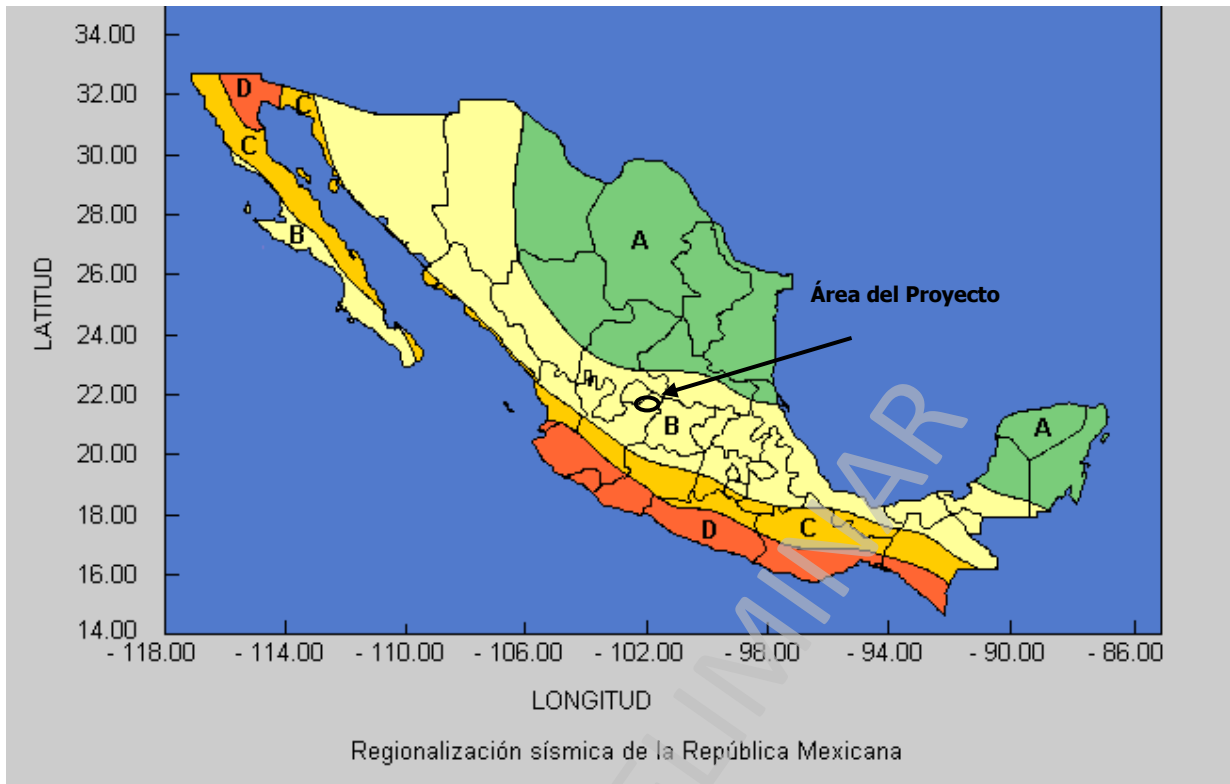 34.00
32.00
30.00
28.00
26.00
24.00
22.00
20.00
18.00
16.00
14.00
LATITUD
D
C
C
B
A
Área del Proyecto
B
A
C
D
- 118.00 - 114.00 - 110.00 - 106.00 - 102.00 - 98.00 - 94.00 - 90.00 - 86.00
LONGITUD
Regionalización sísmica de la República Mexicana